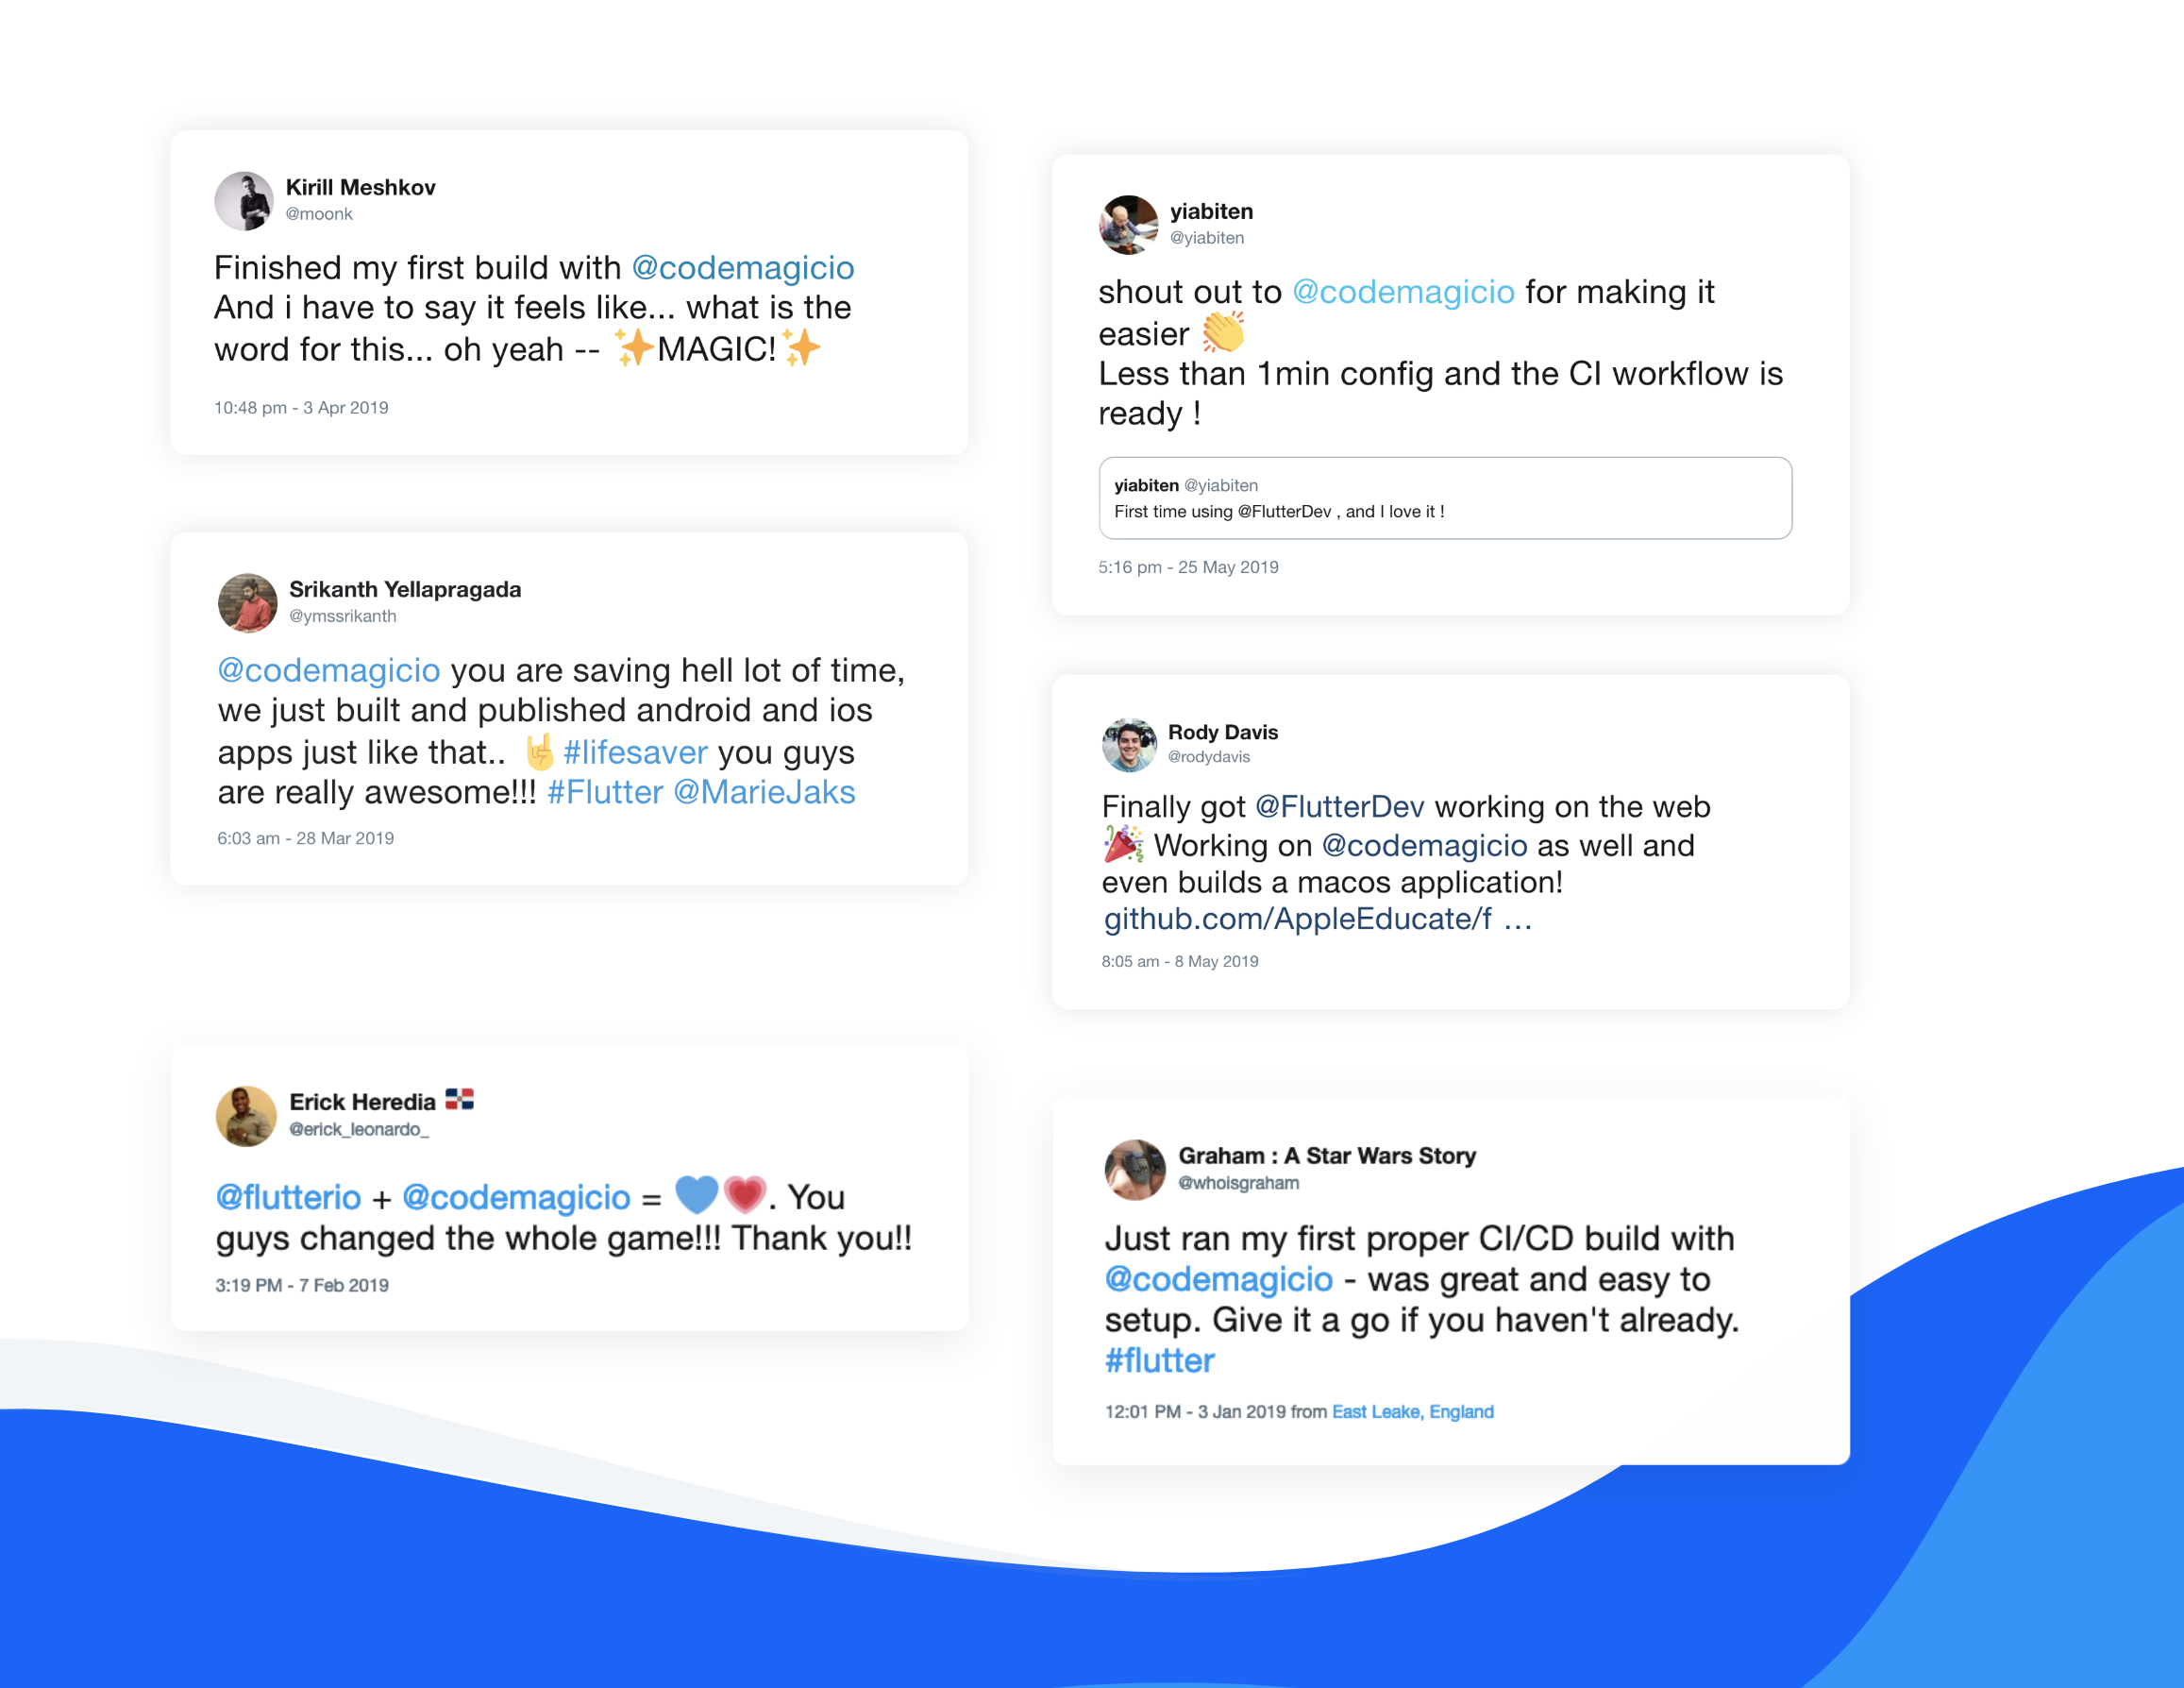 Kirill Meshkov
@moonk
Finished my first build with @codemagicio
And i have to say it feels like... what is the
word for this... oh yeah -- ✨MAGIC!✨
10:48 pm - 3 Apr 2019
Srikanth Yellapragada
@ymssrikanth
@codemagicio you are saving hell lot of time,
we just built and published android and ios
apps just like that.. 🤘#lifesaver you guys
are really awesome!!! #Flutter @MarieJaks
6:03 am - 28 Mar 2019
Erick Heredia 🇩🇴
@erick_leonardo_
@flutterio + @codemagicio = 💙💗. You
guys changed the whole game!!! Thank you!!
3:19 PM - 7 Feb 2019
yiabiten
@yiabiten
shout out to @codemagicio for making it
easier 👏
Less than 1min config and the CI workflow is
ready !
yiabiten @yiabiten
First time using @FlutterDev , and I love it !
5:16 pm - 25 May 2019
Rody Davis
@rodydavis
Finally got @FlutterDev working on the web
🎉 Working on @codemagicio as well and
even builds a macos application!
github.com/AppleEducate/f …
8:05 am - 8 May 2019
Graham : A Star Wars Story
@whoisgraham
Just ran my first proper CI/CD build with
@codemagicio - was great and easy to
setup. Give it a go if you haven't already.
#flutter
12:01 PM - 3 Jan 2019 from East Leake, England